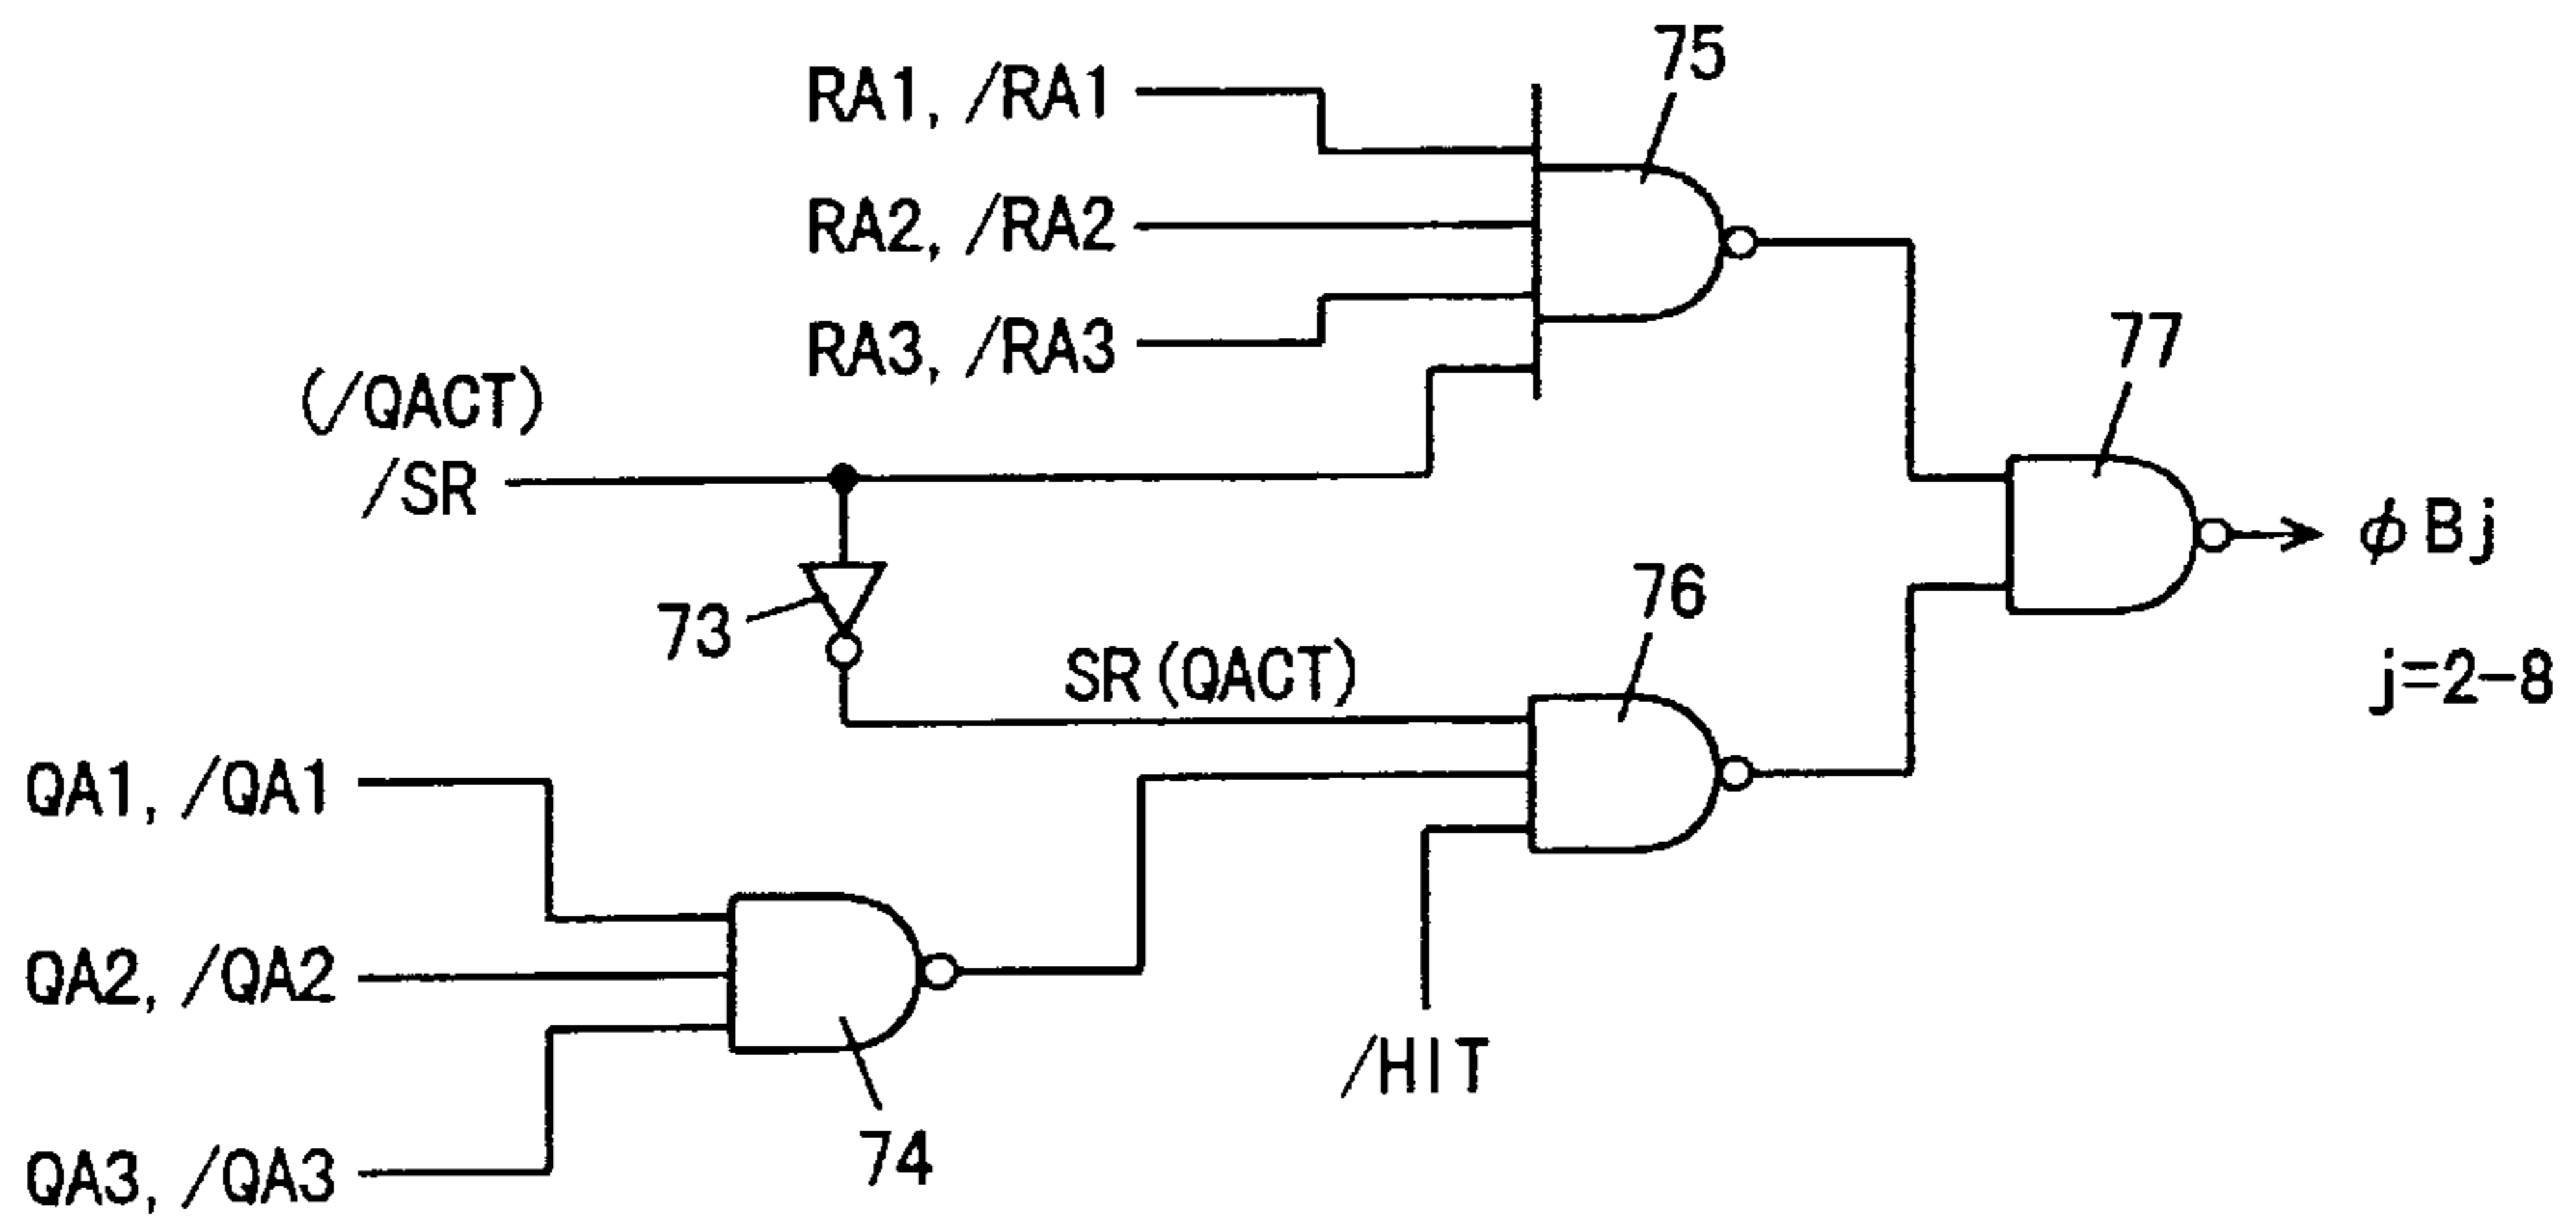 75
RA1, /RA1
RA2, /RA2
RA3, /RA3
77
(/QACT)
/SR
φBj
j=2-8
73
76
SR(QACT)
QA1, /QA1
QA2, /QA2
/HIT
74
QA3, /QA3